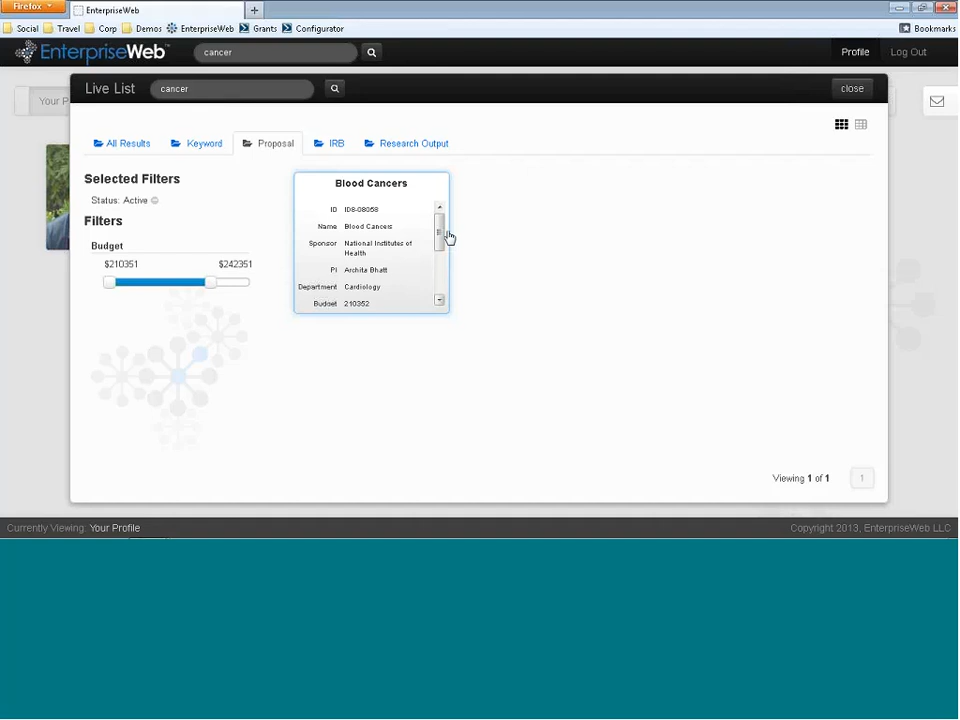 Firefox
EnterpriseWeb
Social Travel Corp Demos EnterpriseWeb Grants Configurator Bookmarks
EnterpriseWeb™ cancer Profile Log Out
Live List cancer close
Your P
All Results Keyword Proposal IRB Research Output
Selected Filters
Status: Active
Filters
Budget
$210351 $242351
Blood Cancers
ID ID8-08058
Name Blood Cancers
Sponsor National Institutes of
Health
PI Archita Bhatt
Department Cardiology
Budget 210352
Viewing 1 of 1 1
Currently Viewing: Your Profile Copyright 2013, EnterpriseWeb LLC